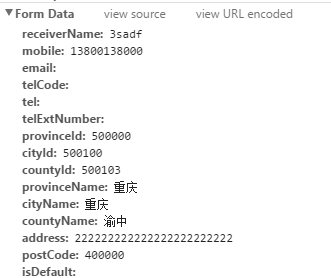 Form Data view source view URL encoded
receiverName: 3sadf
mobile: 13800138000
email:
telCode:
tel:
telExtNumber:
provinceId: 500000
cityId: 500100
countyId: 500103
provinceName: 重庆
cityName: 重庆
countyName: 渝中
address: 222222222222222222222222
postCode: 400000
isDefault: